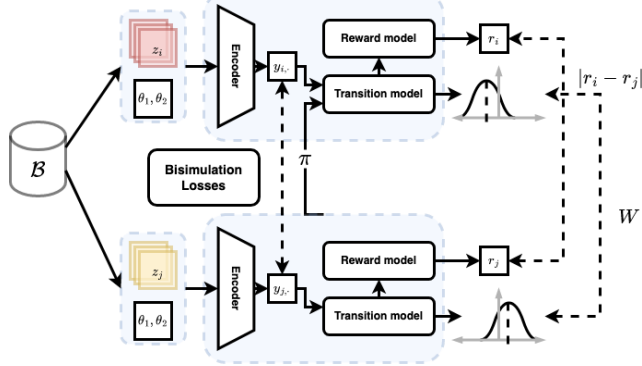 z_i
θ_1, θ_2
Encoder
y_{i,·}
Reward model
Transition model
r_i
|r_i − r_j|
𝓑
Bisimulation
Losses
π
W
z_j
θ_1, θ_2
Encoder
y_{j,·}
Reward model
Transition model
r_j